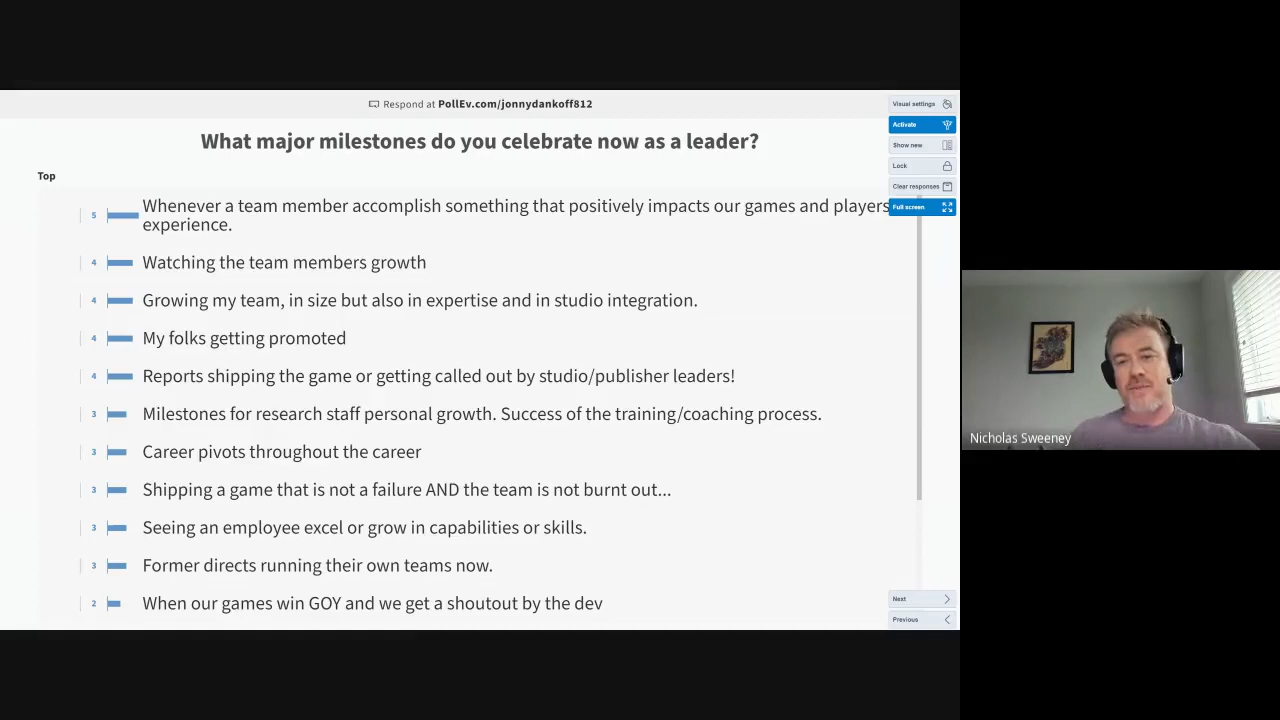 Respond at PollEv.com/jonnydankoff812
What major milestones do you celebrate now as a leader?
Top
5 Whenever a team member accomplish something that positively impacts our games and players
experience.
4 Watching the team members growth
4 Growing my team, in size but also in expertise and in studio integration.
4 My folks getting promoted
4 Reports shipping the game or getting called out by studio/publisher leaders!
3 Milestones for research staff personal growth. Success of the training/coaching process.
3 Career pivots throughout the career
3 Shipping a game that is not a failure AND the team is not burnt out...
3 Seeing an employee excel or grow in capabilities or skills.
3 Former directs running their own teams now.
2 When our games win GOY and we get a shoutout by the dev
Visual settings
Activate
Show new
Lock
Clear responses
Full screen
Next
Previous
Nicholas Sweeney